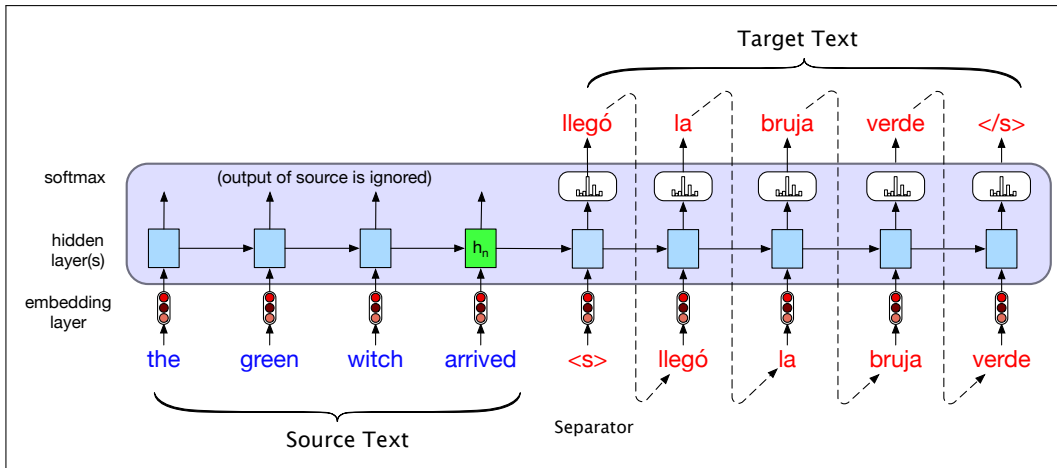 Target Text
llegó la bruja verde </s>
softmax (output of source is ignored)
hidden layer(s) hₙ
embedding layer
the green witch arrived <s> llegó la bruja verde
Separator
Source Text